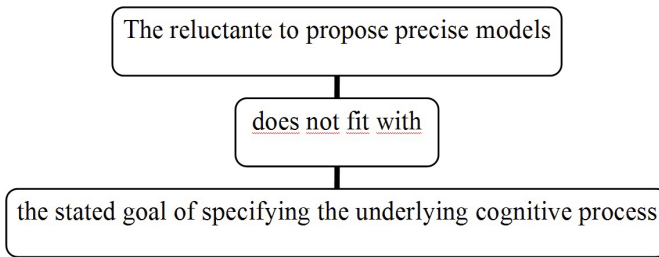 The reluctante to propose precise models
does not fit with
the stated goal of specifying the underlying cognitive process